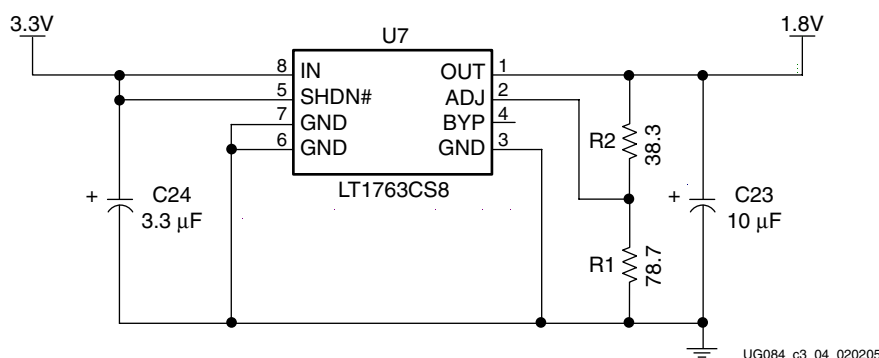 3.3V
1.8V
U7
8
IN
OUT
1
5
SHDN#
ADJ
2
7
GND
BYP
4
6
GND
GND
3
LT1763CS8
R2
38.3
+
C24
3.3 μF
+
C23
10 μF
R1
78.7
UG084_c3_04_020205